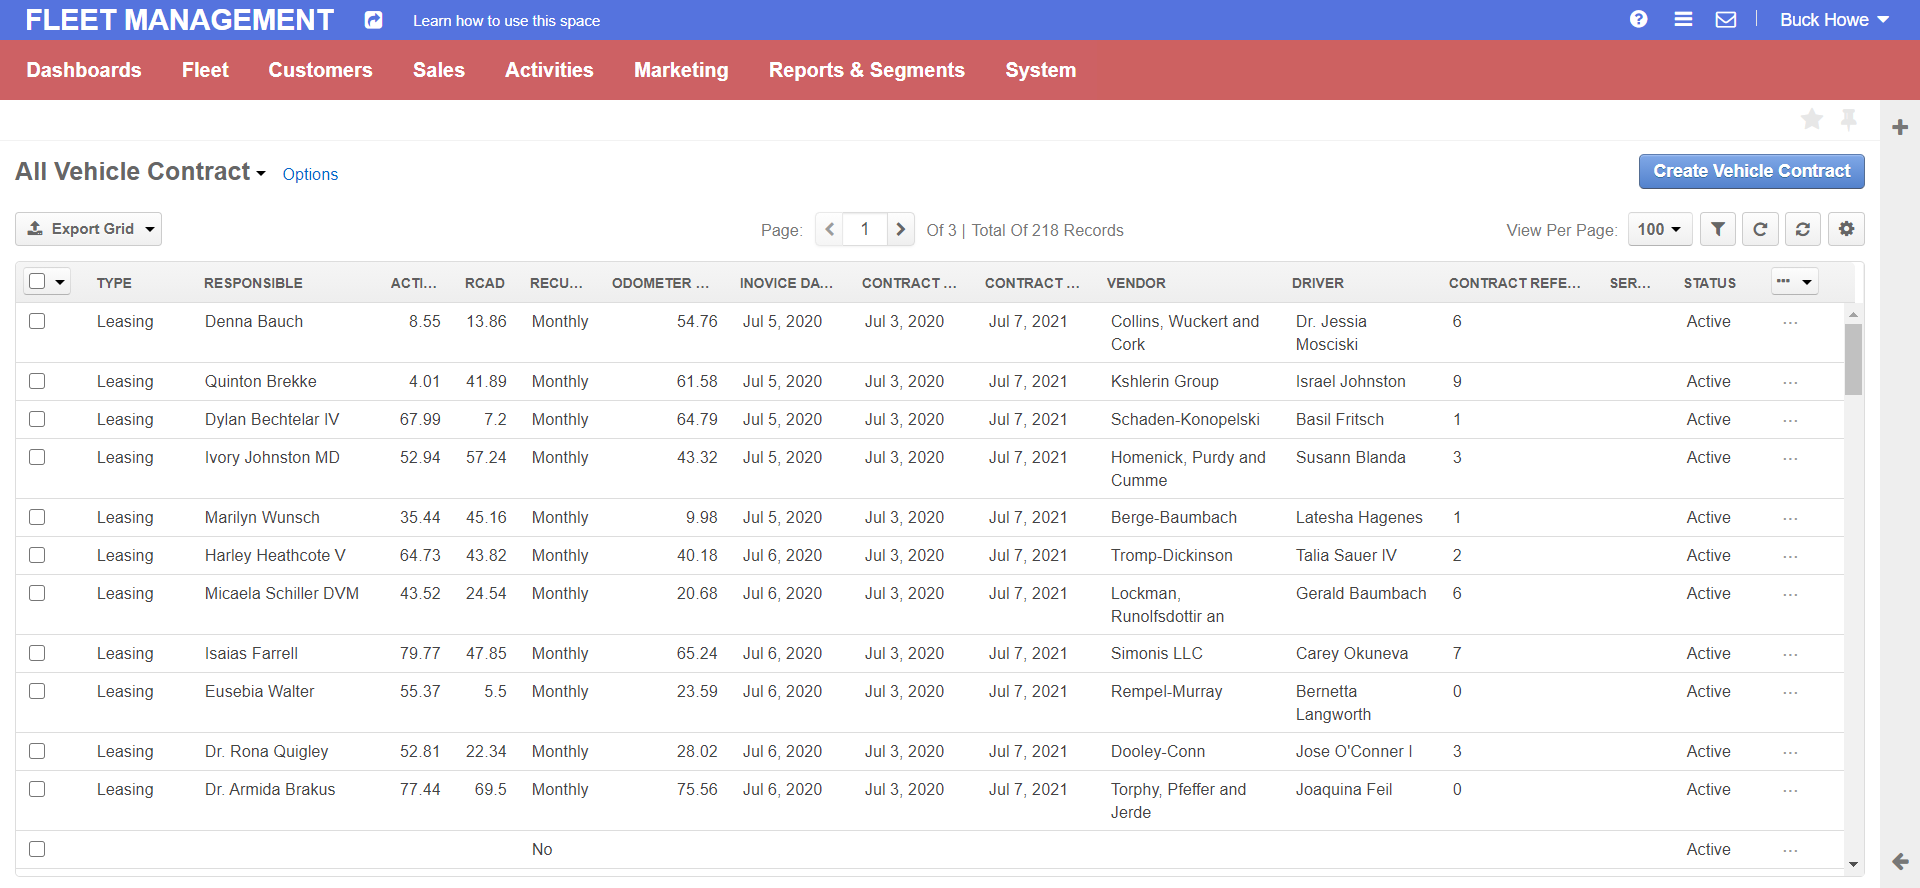 FLEET MANAGEMENT Learn how to use this space Buck Howe
Dashboards Fleet Customers Sales Activities Marketing Reports & Segments System
All Vehicle Contract Options Create Vehicle Contract
Export Grid Page: 1 Of 3 | Total Of 218 Records View Per Page: 100
TYPE RESPONSIBLE ACTI... RCAD RECU... ODOMETER ... INOVICE DA... CONTRACT ... CONTRACT ... VENDOR DRIVER CONTRACT REFE... SER... STATUS
Leasing Denna Bauch 8.55 13.86 Monthly 54.76 Jul 5, 2020 Jul 3, 2020 Jul 7, 2021 Collins, Wuckert and Dr. Jessia 6 Active ...
Cork Mosciski
Leasing Quinton Brekke 4.01 41.89 Monthly 61.58 Jul 5, 2020 Jul 3, 2020 Jul 7, 2021 Kshlerin Group Israel Johnston 9 Active ...
Leasing Dylan Bechtelar IV 67.99 7.2 Monthly 64.79 Jul 5, 2020 Jul 3, 2020 Jul 7, 2021 Schaden-Konopelski Basil Fritsch 1 Active ...
Leasing Ivory Johnston MD 52.94 57.24 Monthly 43.32 Jul 5, 2020 Jul 3, 2020 Jul 7, 2021 Homenick, Purdy and Susann Blanda 3 Active ...
Cumme
Leasing Marilyn Wunsch 35.44 45.16 Monthly 9.98 Jul 5, 2020 Jul 3, 2020 Jul 7, 2021 Berge-Baumbach Latesha Hagenes 1 Active ...
Leasing Harley Heathcote V 64.73 43.82 Monthly 40.18 Jul 6, 2020 Jul 3, 2020 Jul 7, 2021 Tromp-Dickinson Talia Sauer IV 2 Active ...
Leasing Micaela Schiller DVM 43.52 24.54 Monthly 20.68 Jul 6, 2020 Jul 3, 2020 Jul 7, 2021 Lockman, Gerald Baumbach 6 Active ...
Runolfsdottir an
Leasing Isaias Farrell 79.77 47.85 Monthly 65.24 Jul 6, 2020 Jul 3, 2020 Jul 7, 2021 Simonis LLC Carey Okuneva 7 Active ...
Leasing Eusebia Walter 55.37 5.5 Monthly 23.59 Jul 6, 2020 Jul 3, 2020 Jul 7, 2021 Rempel-Murray Bernetta 0 Active ...
Langworth
Leasing Dr. Rona Quigley 52.81 22.34 Monthly 28.02 Jul 6, 2020 Jul 3, 2020 Jul 7, 2021 Dooley-Conn Jose O'Conner I 3 Active ...
Leasing Dr. Armida Brakus 77.44 69.5 Monthly 75.56 Jul 6, 2020 Jul 3, 2020 Jul 7, 2021 Torphy, Pfeffer and Joaquina Feil 0 Active ...
Jerde
No Active ...